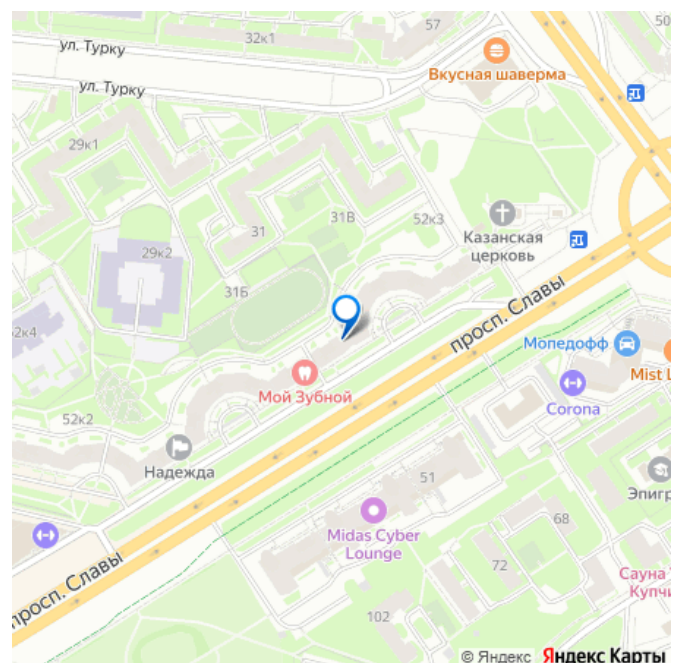 ул. Турку
32к1
57
50
Вкусная шаверма
ул. Турку
29к1
31В
52к3
31
Казанская
церковь
29к2
31Б
просп. Славы
2к4
Мопедофф
Мой Зубной
Mist L
Corona
52к2
Надежда
51
Эпигр
Midas Cyber
Lounge
68
72
Сауна
Купчи
просп. Славы
102
© Яндекс Яндекс Карты